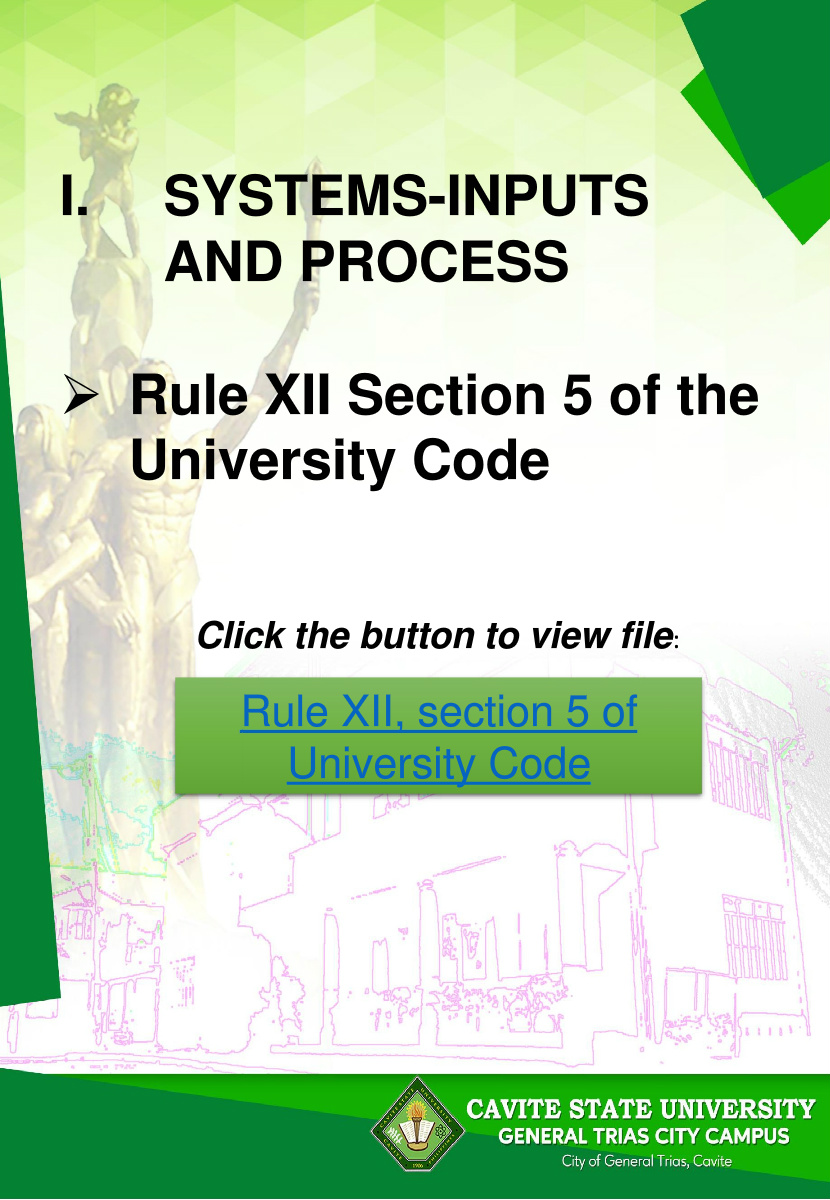 I. SYSTEMS-INPUTS
AND PROCESS
➢ Rule XII Section 5 of the
University Code
Click the button to view file:
Rule XII, section 5 of
University Code
CAVITE STATE UNIVERSITY
GENERAL TRIAS CITY CAMPUS
City of General Trias, Cavite
1906